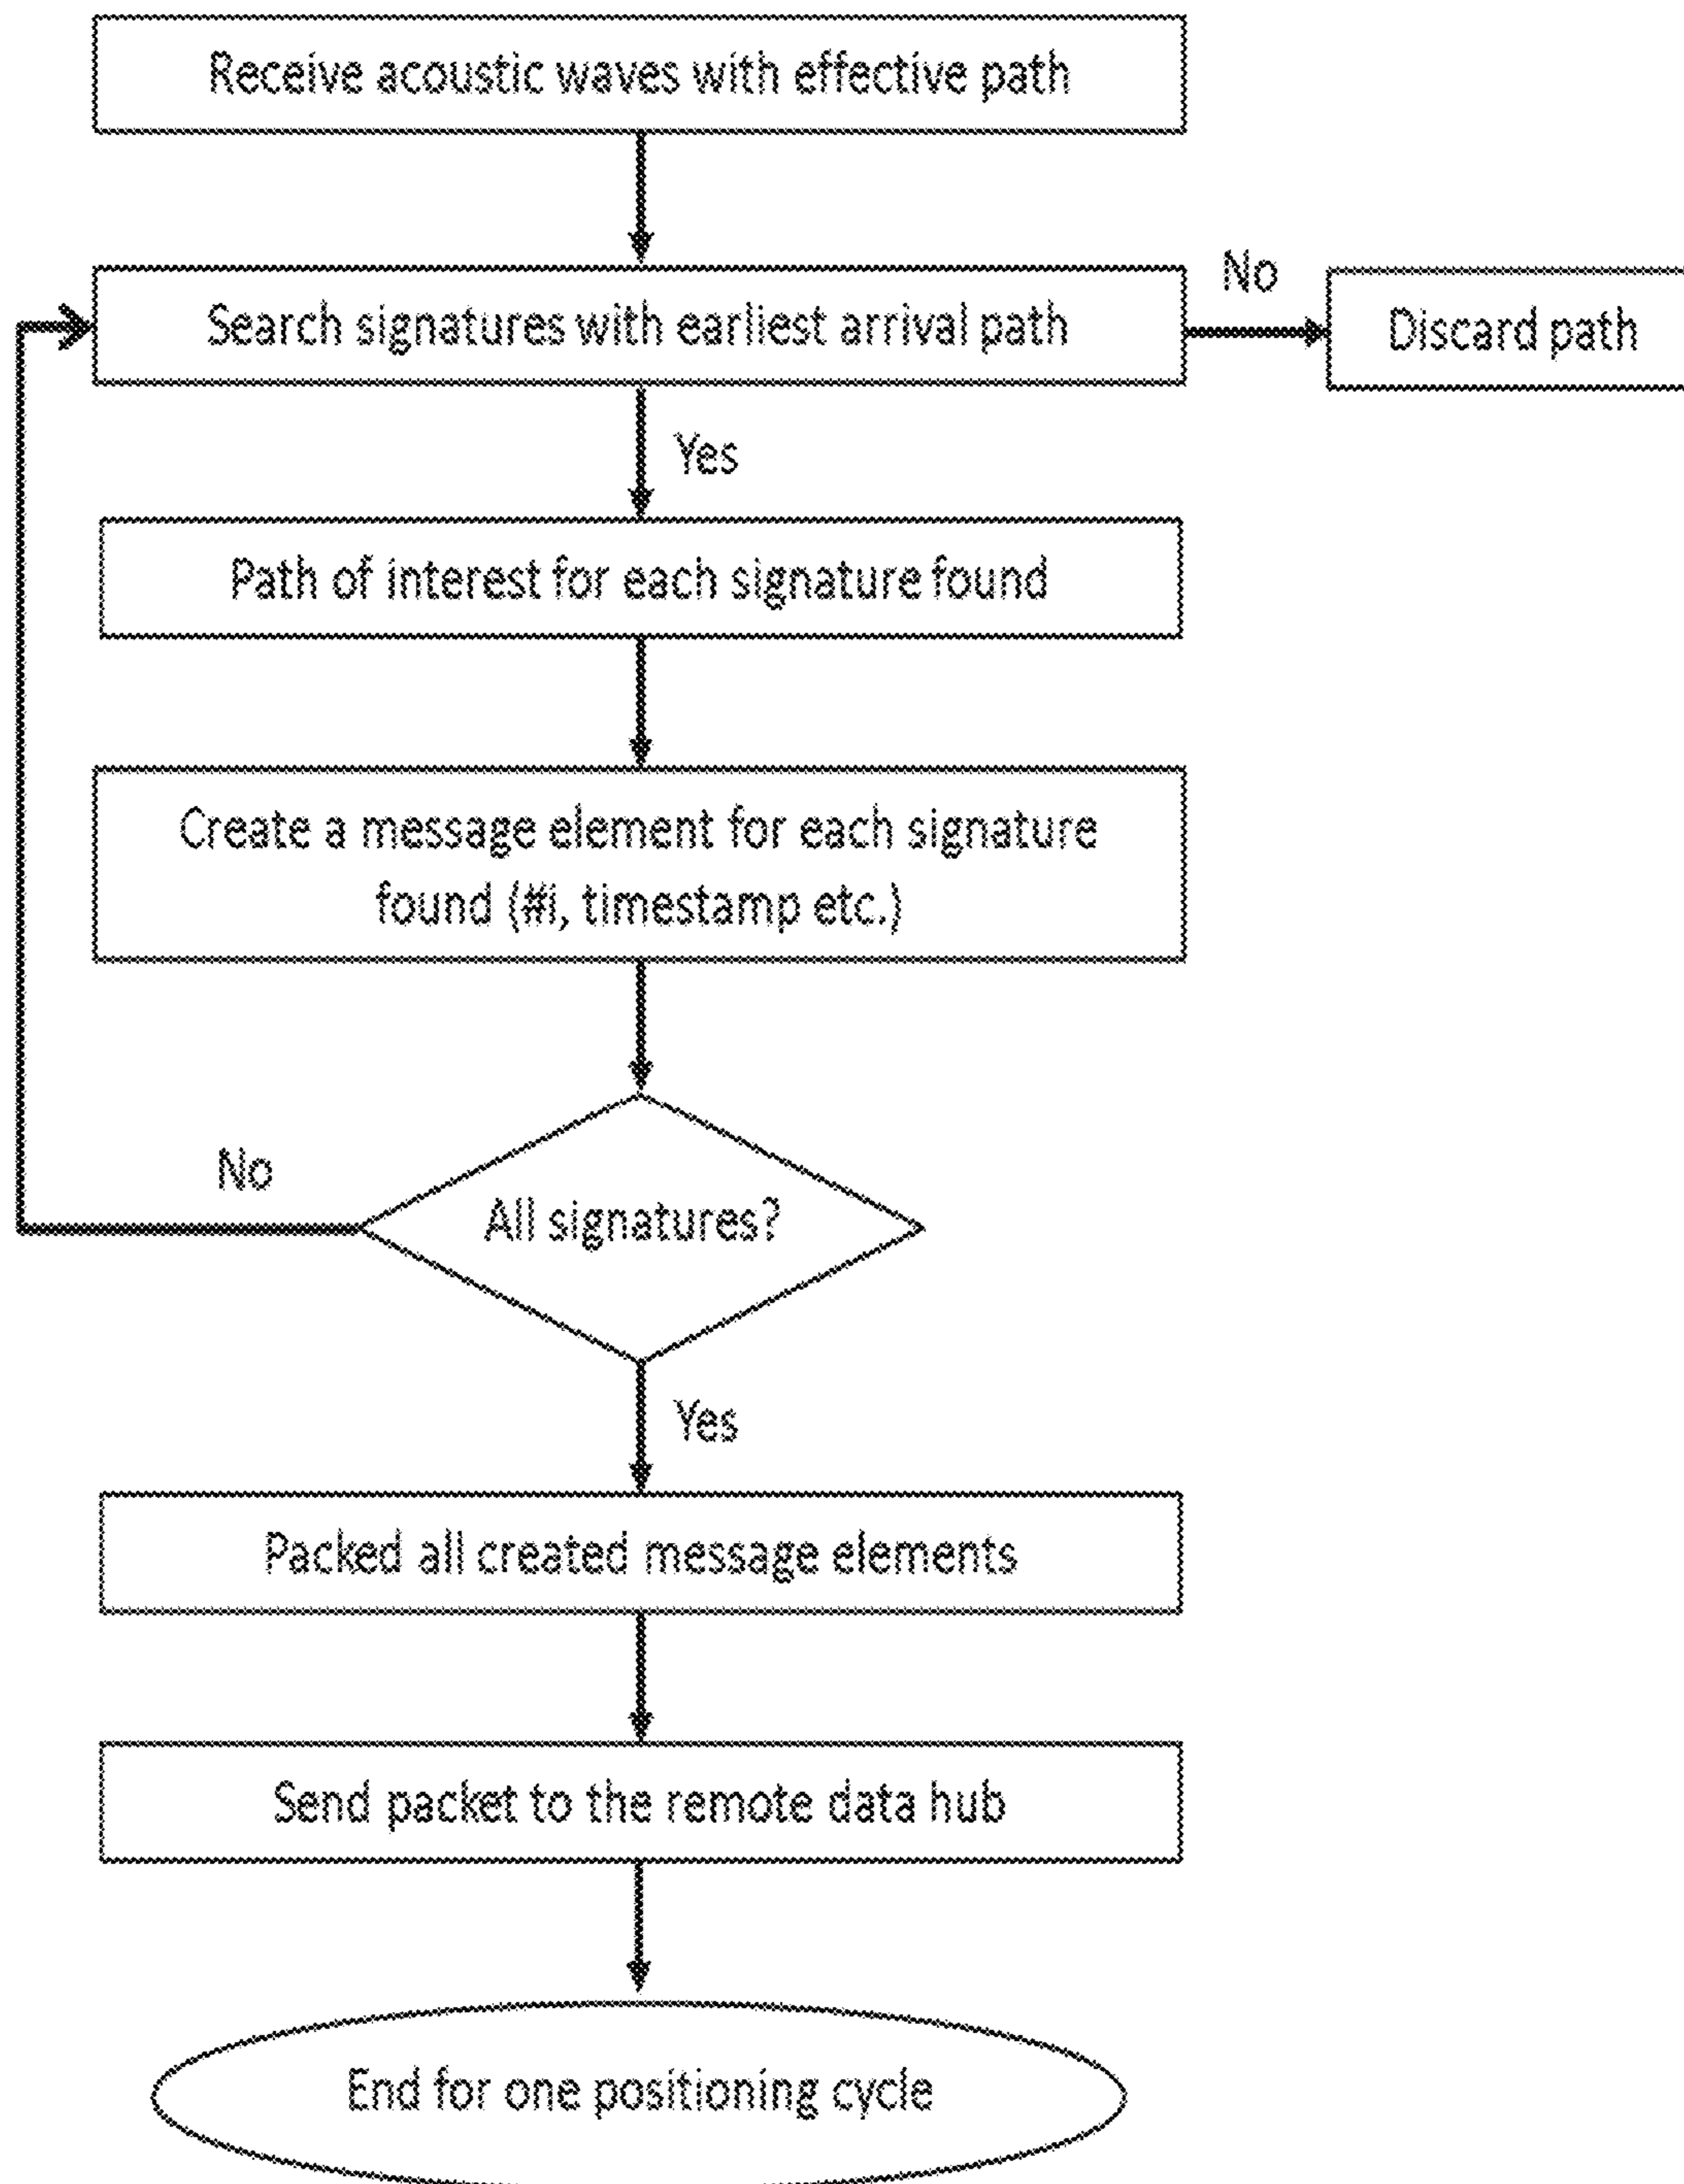 Receive acoustic waves with effective path
No
Search signatures with earliest arrival path
Discard path
Yes
Path of interest for each signature found
Create a message element for each signature
found (#i, timestamp etc.)
No
All signatures?
Yes
Packed all created message elements
Send packet to the remote data hub
End for one positioning cycle